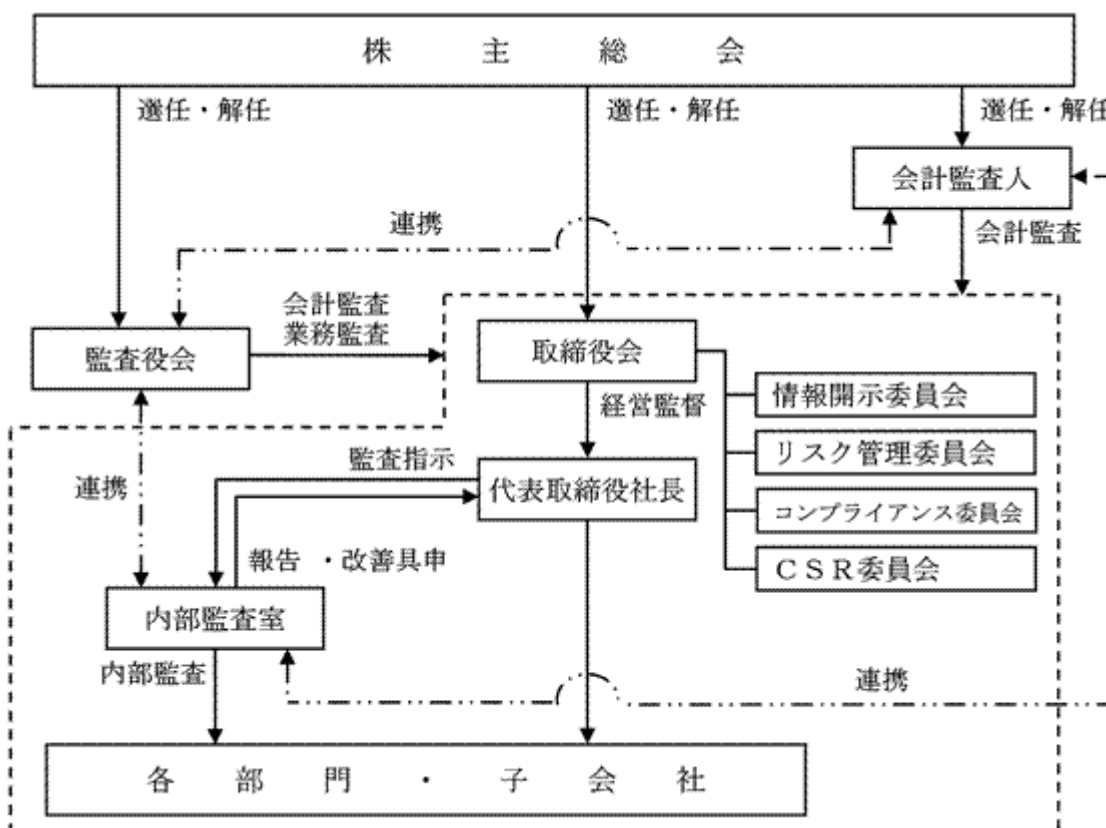 株主総会
選任・解任
選任・解任
選任・解任
会計監査人
連携
会計監査
会計監査
業務監査
監査役会
取締役会
経営監督
情報開示委員会
リスク管理委員会
コンプライアンス委員会
CSR委員会
監査指示
代表取締役社長
連携
報告・改善具申
内部監査室
内部監査
連携
各部門・子会社